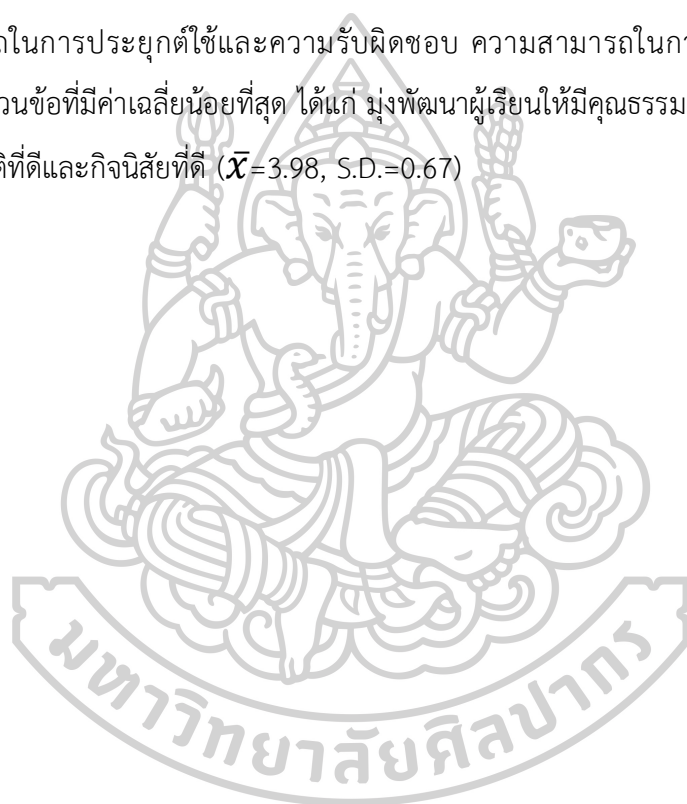 ในการประยุกต์ใช้และความรับผิดชอบ ความสามารถในกา
วนข้อที่มีค่าเฉลี่ยน้อยที่สุด ได้แก่ มุ่งพัฒนาผู้เรียนให้มีคุณธรรม
ที่ดีและกิจนิสัยที่ดี (x̄=3.98, S.D.=0.67)
มหาวิทยาลัยศิลปากร